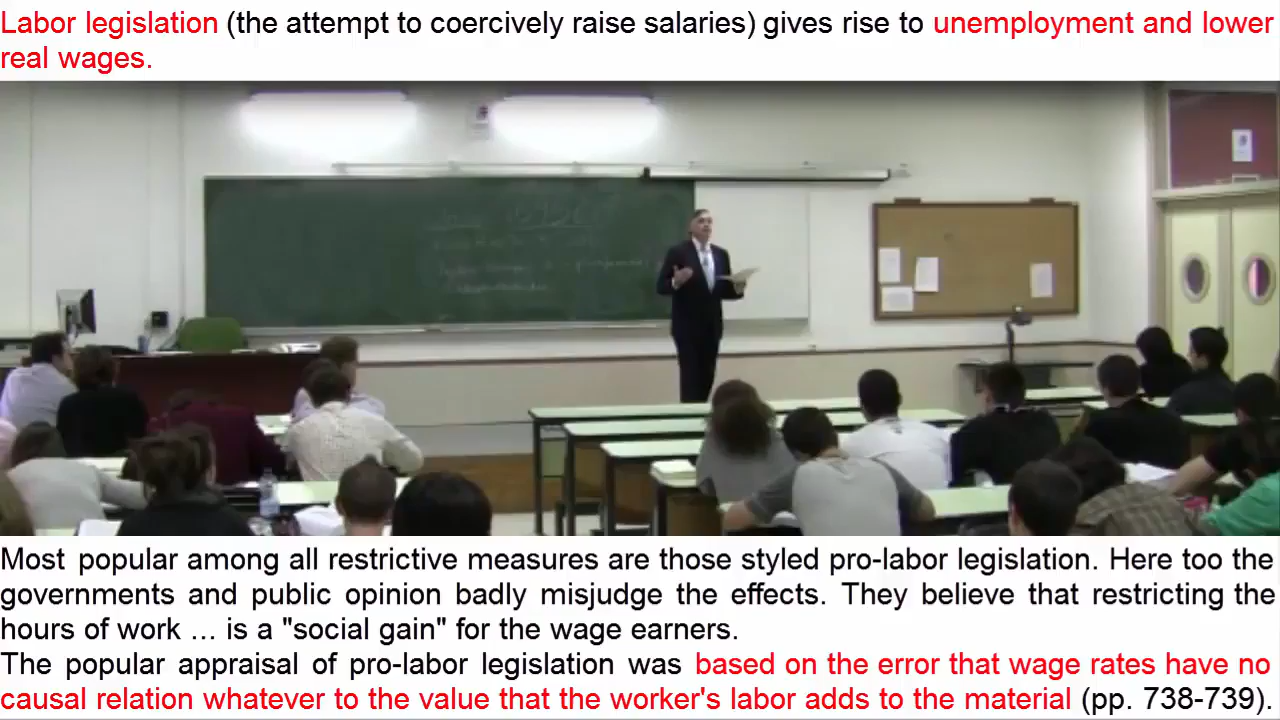 Labor legislation (the attempt to coercively raise salaries) gives rise to unemployment and lower
real wages.
Most popular among all restrictive measures are those styled pro-labor legislation. Here too the
governments and public opinion badly misjudge the effects. They believe that restricting the
hours of work ... is a "social gain" for the wage earners.
The popular appraisal of pro-labor legislation was based on the error that wage rates have no
causal relation whatever to the value that the worker's labor adds to the material (pp. 738-739).